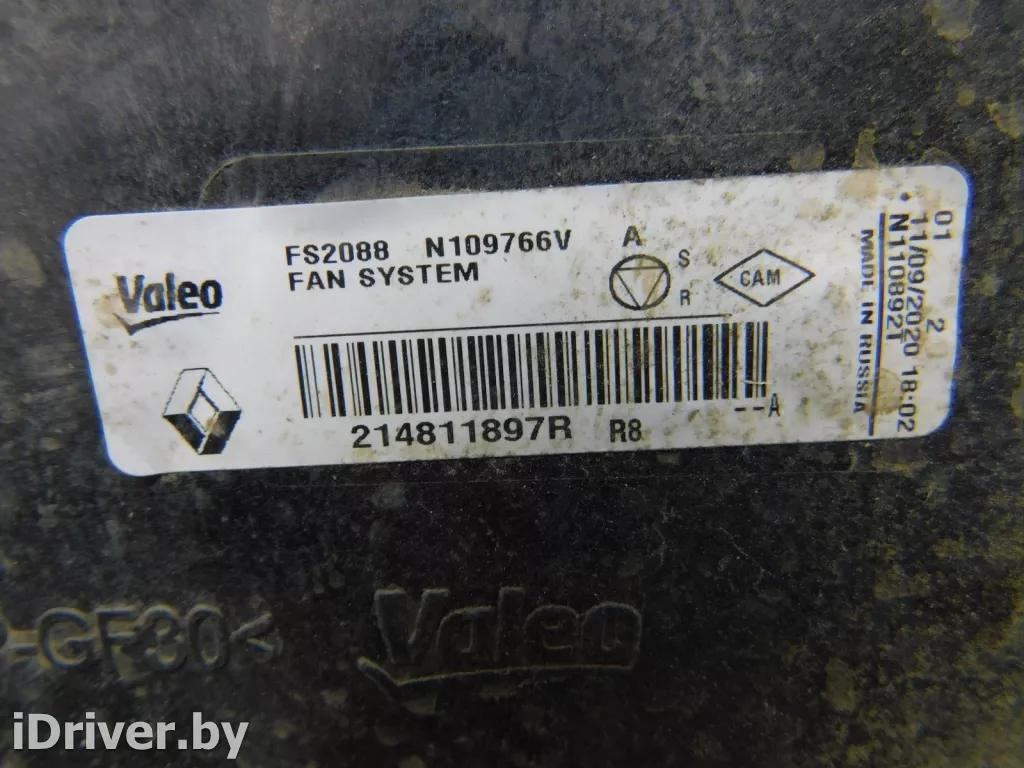 Valeo
FS2088 N109766V
FAN SYSTEM
A
S
R
CAM
214811897R R8
--A
01 2
11/09/2020 18:02
N110892T
MADE IN RUSSIA
-GF30<
Valeo
iDriver.by